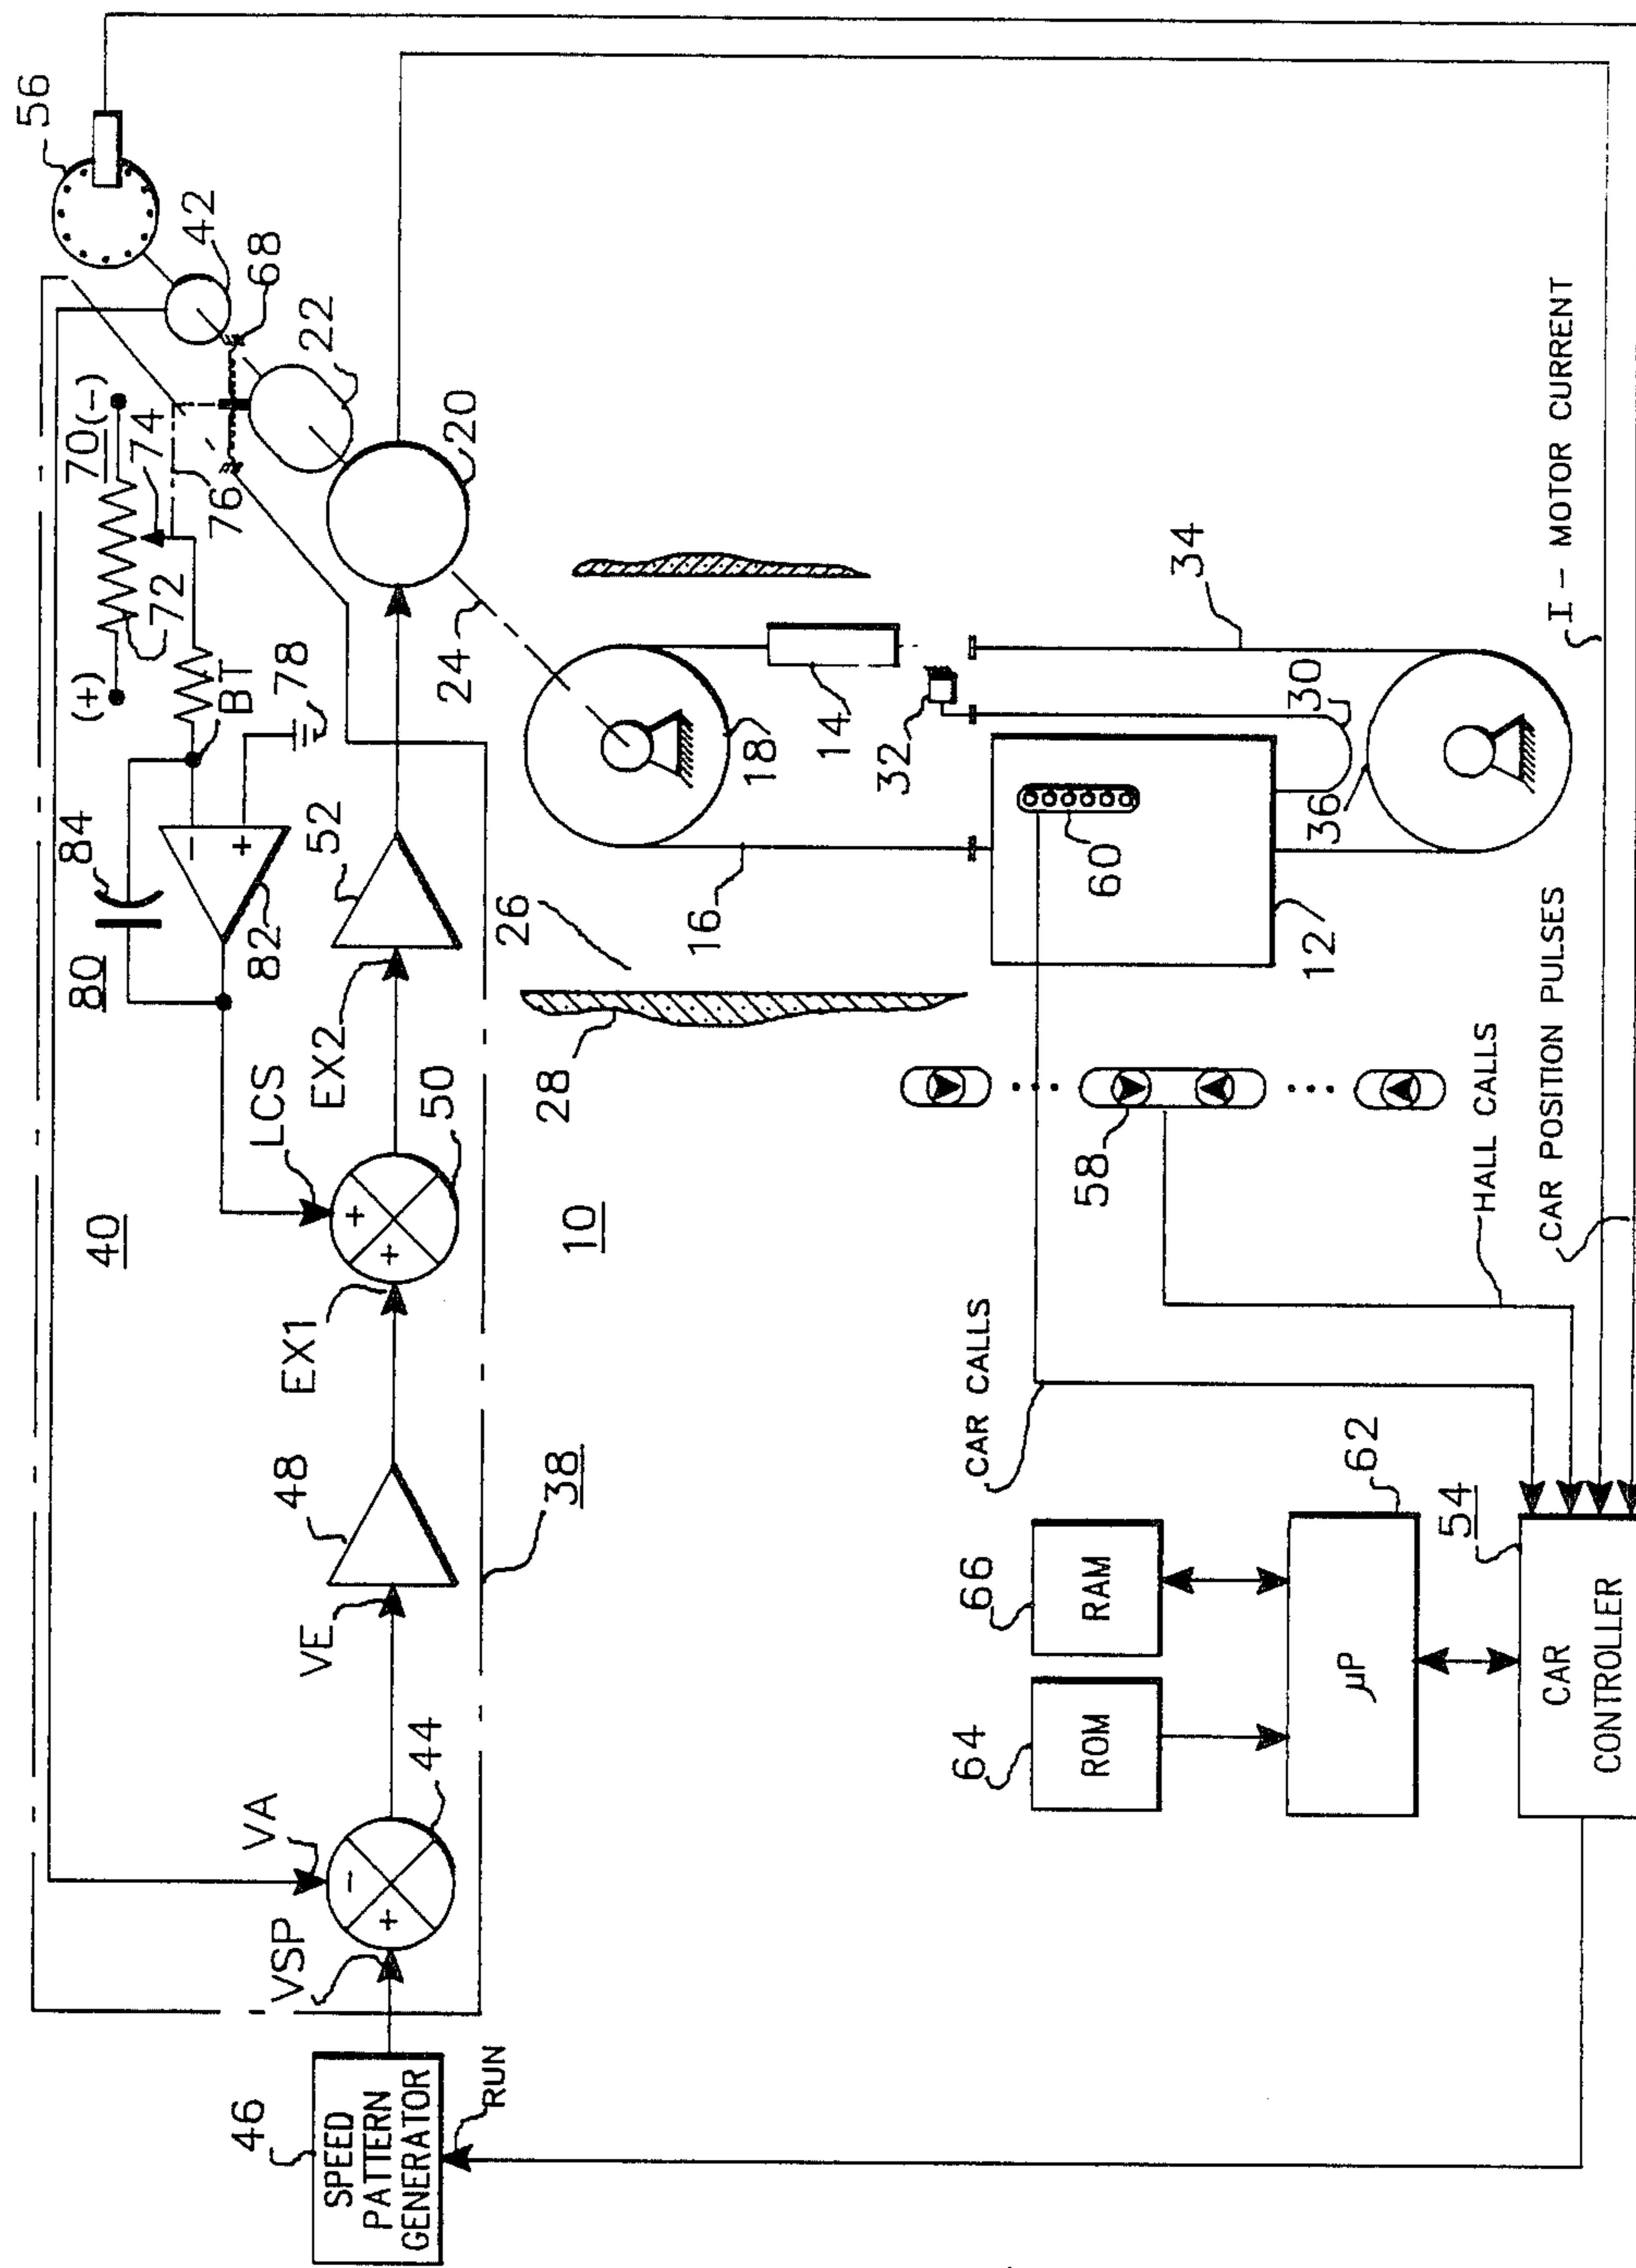 46
SPEED
PATTERN
GENERATOR
RUN
VSP
VA
-
+
44
VE
48
38
EX1
40
LCS
+
+
50
EX2
52
80
84
82
-
+
BT
78
(+)
72
70
(-)
74
76
68
42
56
22
20
24
10
28
26
16
18
14
32
34
30
36
12
60
58
CAR CALLS
HALL CALLS
CAR POSITION PULSES
I - MOTOR CURRENT
64
ROM
66
RAM
62
µP
54
CAR
CONTROLLER